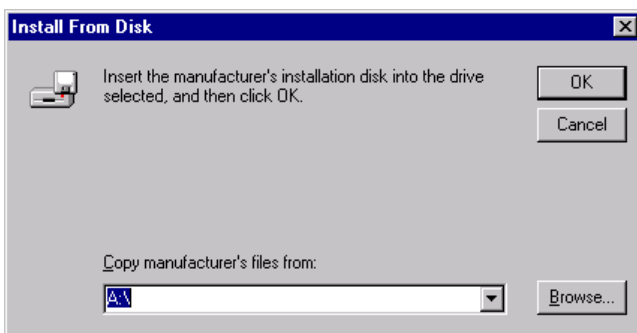 Install From Disk
Insert the manufacturer's installation disk into the drive
selected, and then click OK.
OK
Cancel
Copy manufacturer's files from:
A:\
Browse...